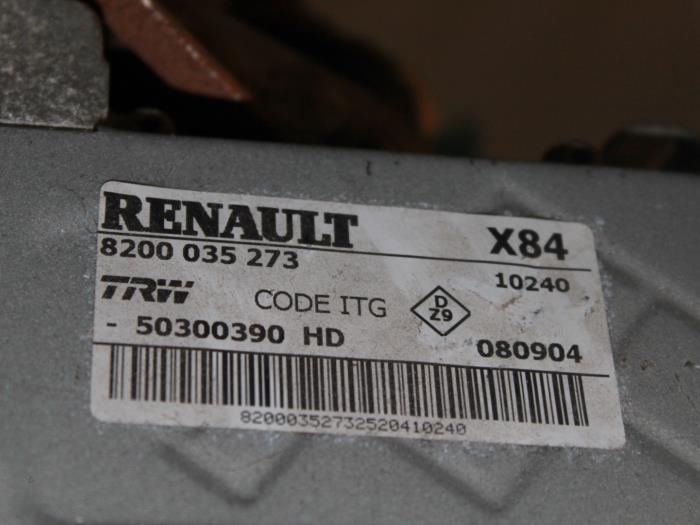 RENAULT X84
8200 035 273 10240
TRW CODE ITG D Z9
- 50300390 HD 080904
82000352732520410240